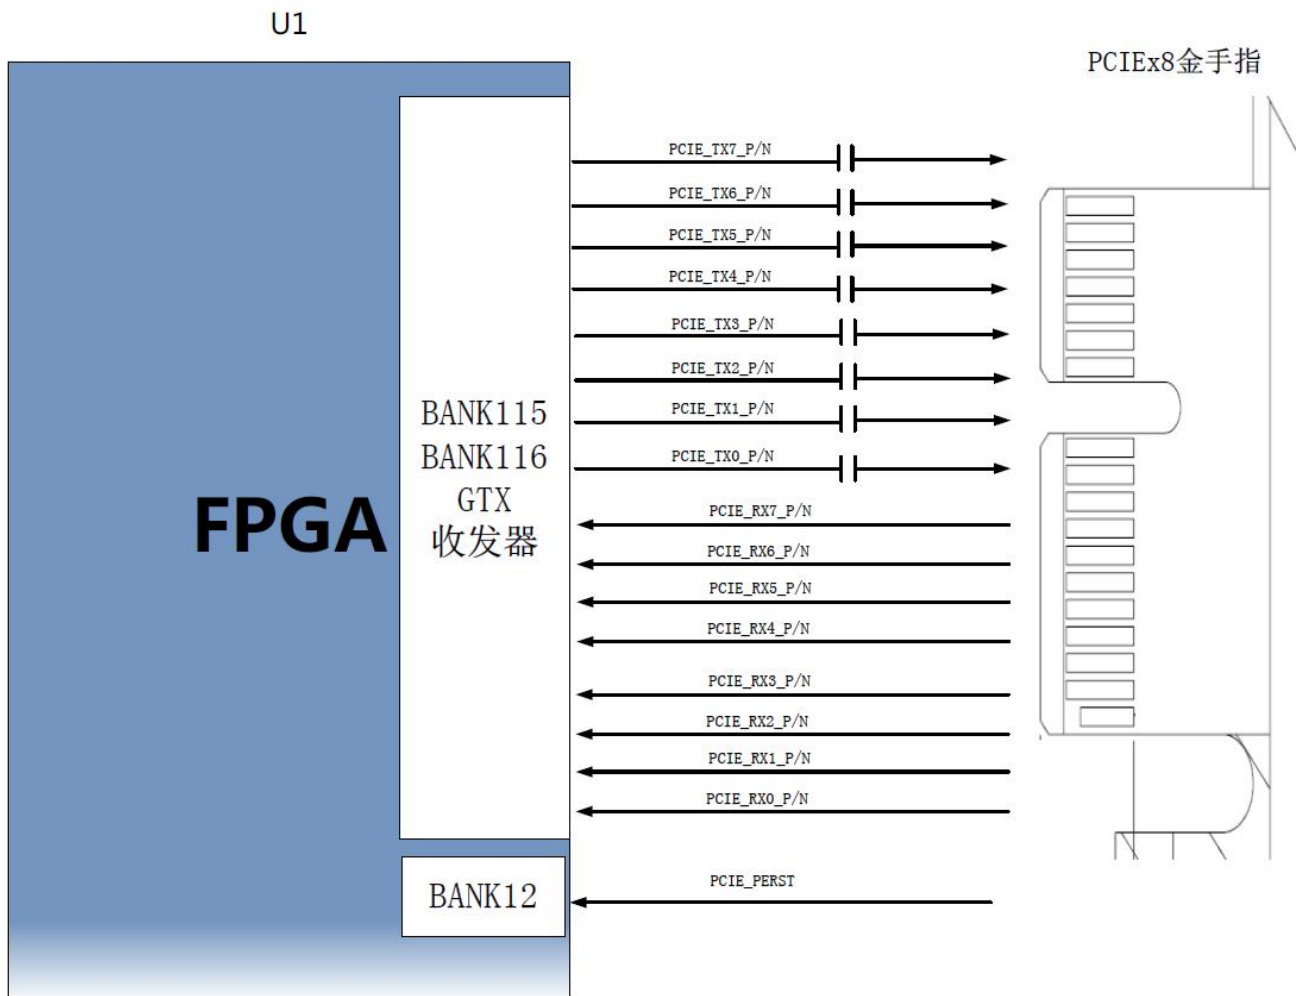 U1
PCIEx8金手指
PCIE_TX7_P/N
PCIE_TX6_P/N
PCIE_TX5_P/N
PCIE_TX4_P/N
PCIE_TX3_P/N
PCIE_TX2_P/N
PCIE_TX1_P/N
PCIE_TX0_P/N
BANK115
BANK116
GTX
收发器
FPGA
PCIE_RX7_P/N
PCIE_RX6_P/N
PCIE_RX5_P/N
PCIE_RX4_P/N
PCIE_RX3_P/N
PCIE_RX2_P/N
PCIE_RX1_P/N
PCIE_RX0_P/N
BANK12
PCIE_PERST